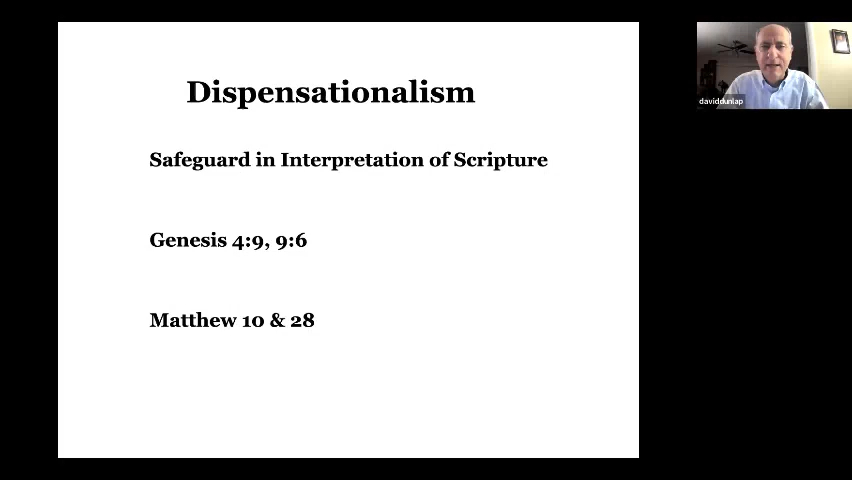 Dispensationalism
Safeguard in Interpretation of Scripture
Genesis 4:9, 9:6
Matthew 10 & 28
daviddunlap